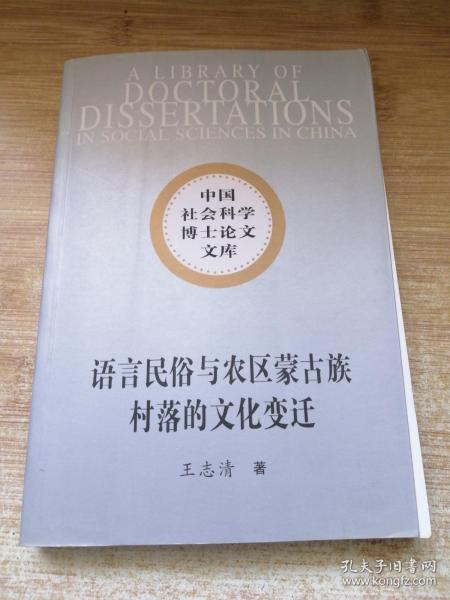 A LIBRARY OF
DOCTORAL
DISSERTATIONS
IN SOCIAL SCIENCES IN CHINA
中国
社会科学
博士论文
文库
语言民俗与农区蒙古族
村落的文化变迁
王志清 著
孔夫子旧书网
www.kongfz.com